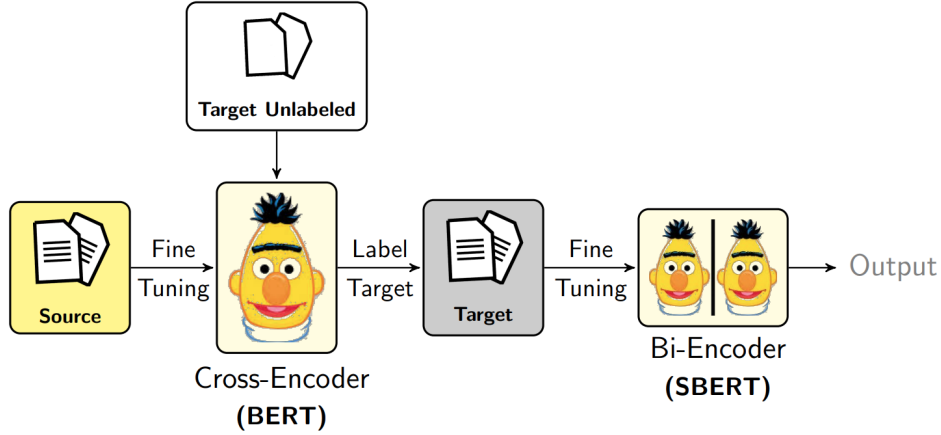 Target Unlabeled
Source
Fine
Tuning
Cross-Encoder
(BERT)
Label
Target
Target
Fine
Tuning
Bi-Encoder
(SBERT)
Output